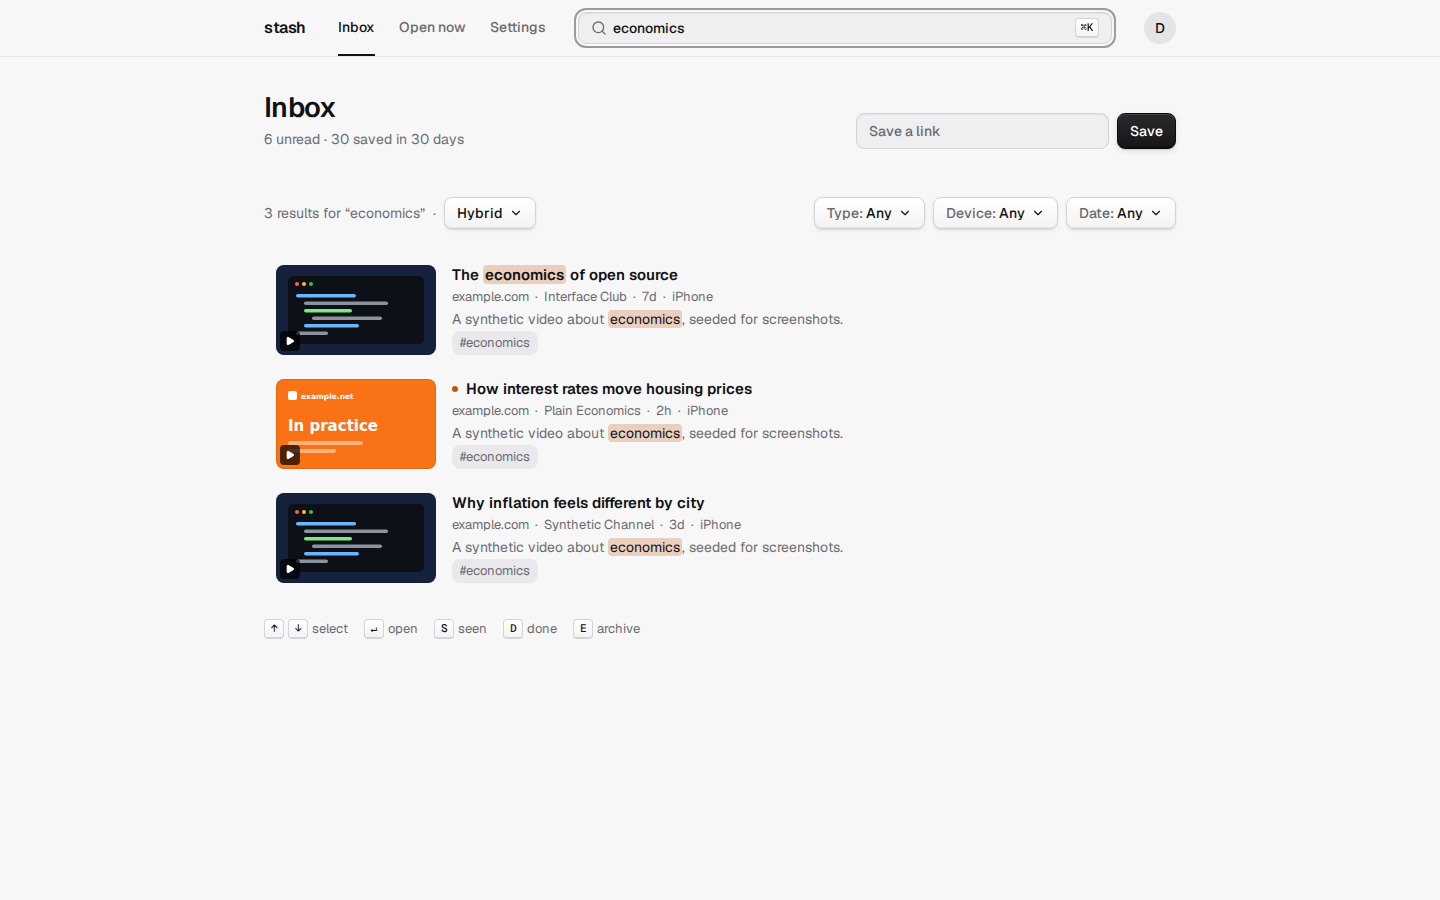 stash Inbox Open now Settings economics ⌘K D
Inbox
6 unread · 30 saved in 30 days
Save a link Save
3 results for “economics” · Hybrid Type: Any Device: Any Date: Any
The economics of open source
example.com · Interface Club · 7d · iPhone
A synthetic video about economics, seeded for screenshots.
#economics
example.net
In practice
How interest rates move housing prices
example.com · Plain Economics · 2h · iPhone
A synthetic video about economics, seeded for screenshots.
#economics
Why inflation feels different by city
example.com · Synthetic Channel · 3d · iPhone
A synthetic video about economics, seeded for screenshots.
#economics
↑ ↓ select ↵ open S seen D done E archive